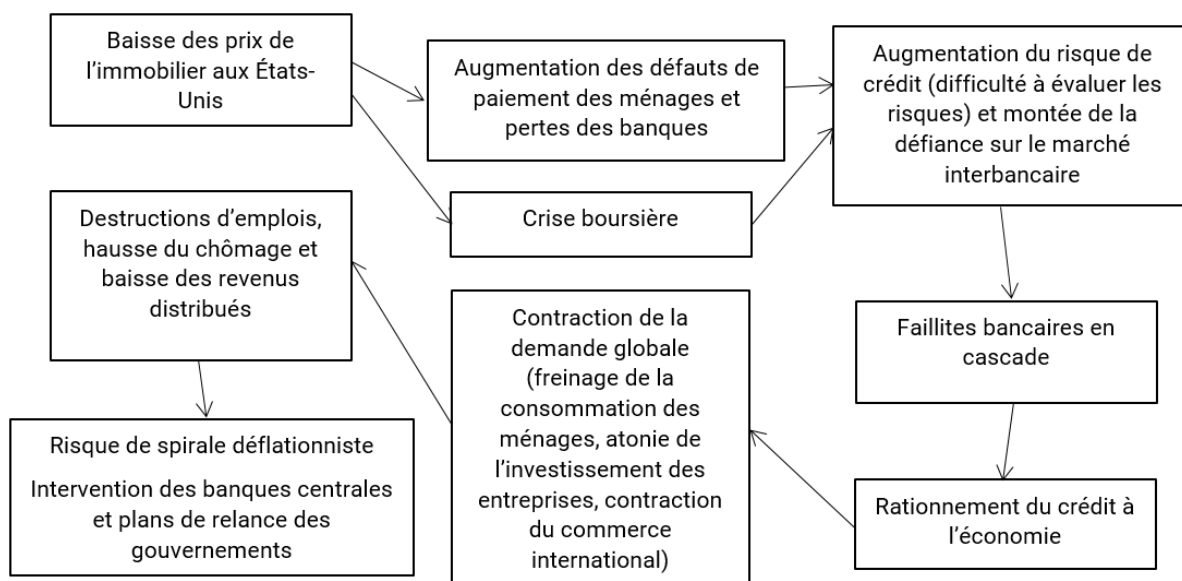 Baisse des prix de
l’immobilier aux États-
Unis
Augmentation des défauts de
paiement des ménages et
pertes des banques
Augmentation du risque de
crédit (difficulté à évaluer les
risques) et montée de la
défiance sur le marché
interbancaire
Crise boursière
Faillites bancaires en
cascade
Rationnement du crédit à
l’économie
Contraction de la
demande globale
(freinage de la
consommation des
ménages, atonie de
l’investissement des
entreprises, contraction
du commerce
international)
Destructions d’emplois,
hausse du chômage et
baisse des revenus
distribués
Risque de spirale déflationniste
Intervention des banques centrales
et plans de relance des
gouvernements